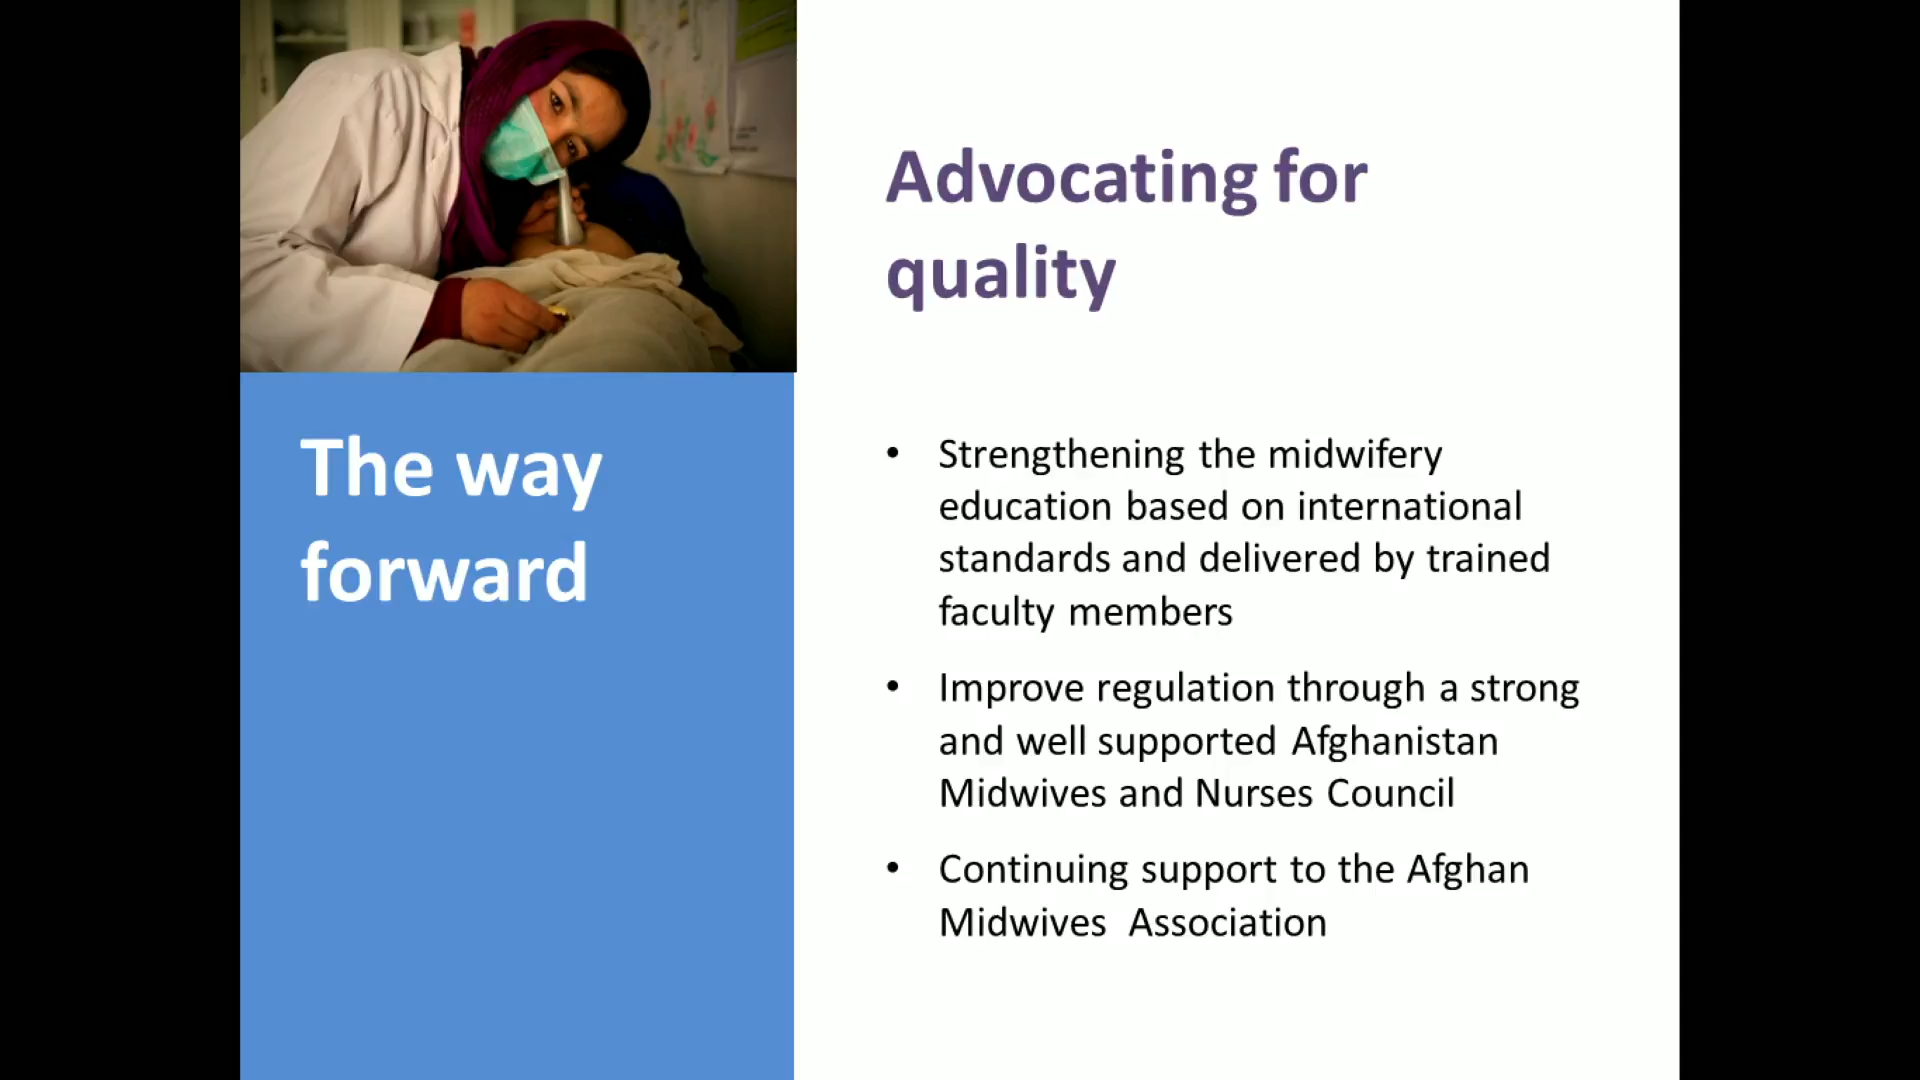 The way
forward
Advocating for
quality
• Strengthening the midwifery
education based on international
standards and delivered by trained
faculty members
• Improve regulation through a strong
and well supported Afghanistan
Midwives and Nurses Council
• Continuing support to the Afghan
Midwives  Association